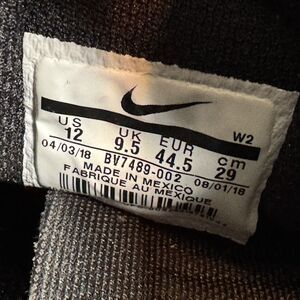 W2
US UK EUR cm
12 9.5 44.5 29
04/03/18 BV7489-002 08/01/18
MADE IN MEXICO
FABRIQUE AU MEXIQUE